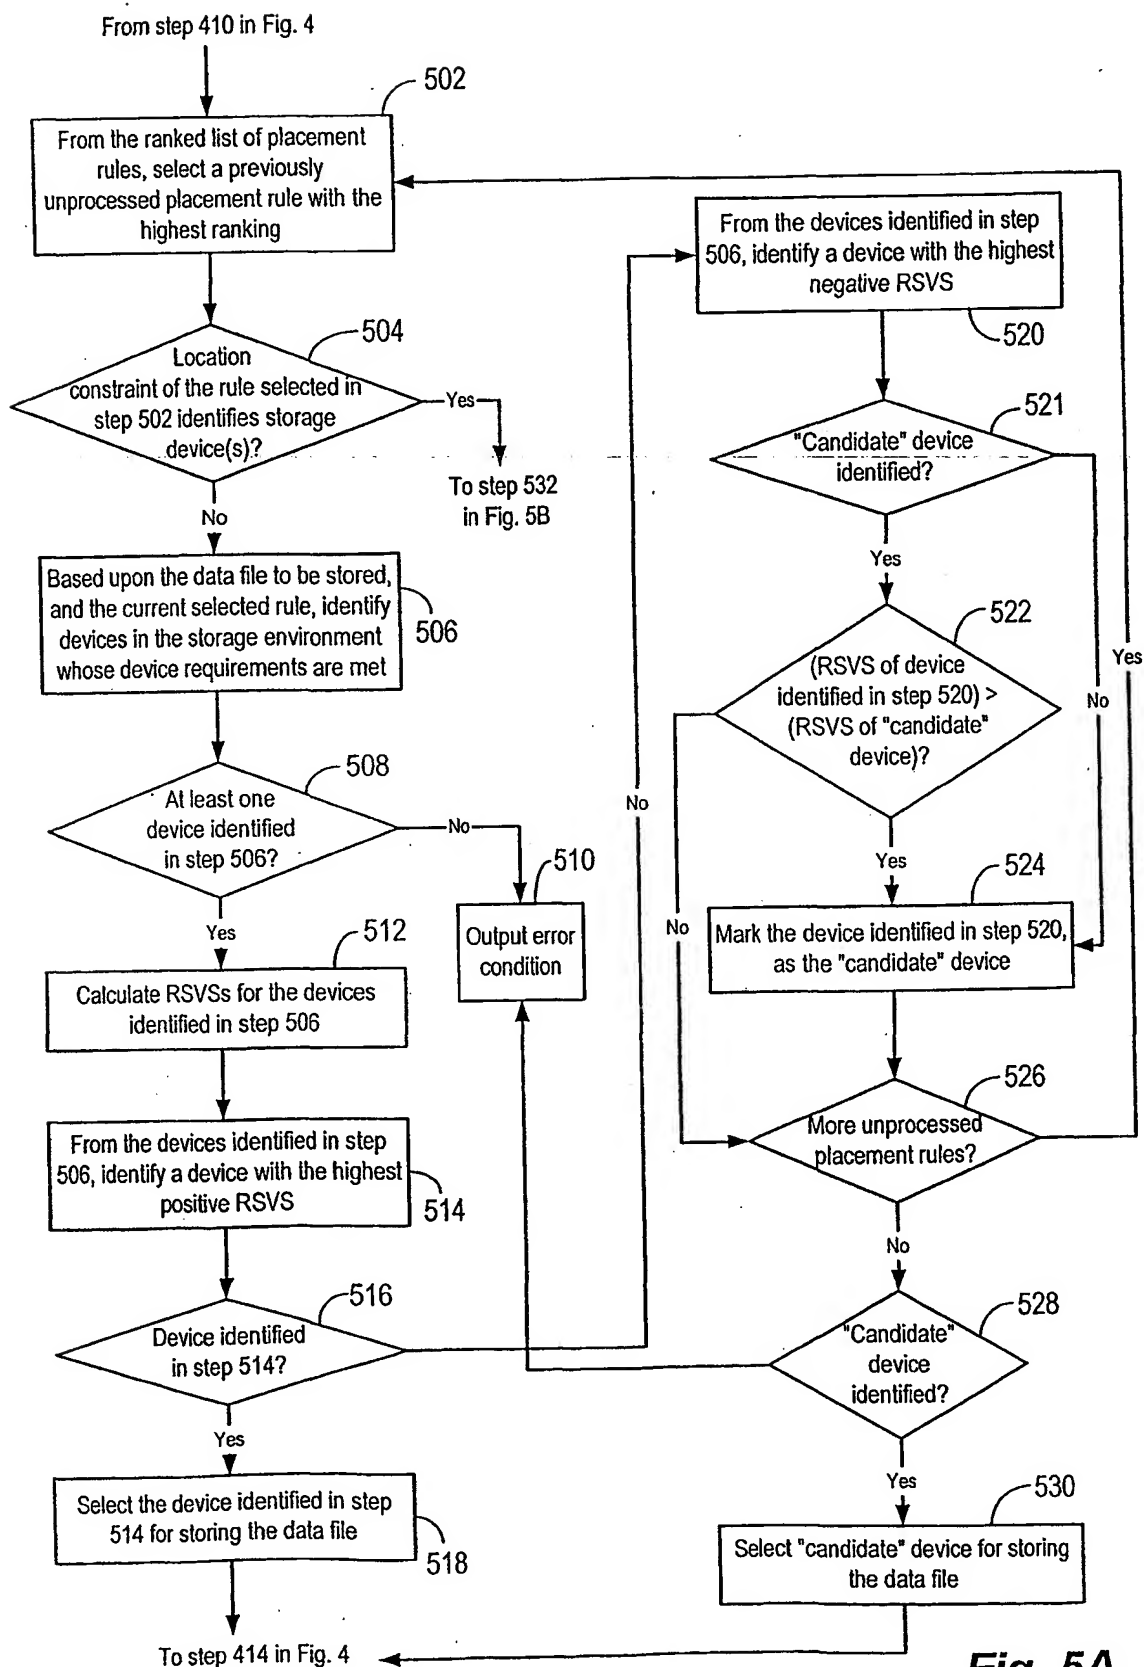 From step 410 in Fig. 4
502
From the ranked list of placement
rules, select a previously
unprocessed placement rule with the
highest ranking
504
Location
constraint of the rule selected in
step 502 identifies storage
device(s)?
Yes
To step 532
in Fig. 5B
No
Based upon the data file to be stored,
and the current selected rule, identify
devices in the storage environment
whose device requirements are met
506
508
At least one
device identified
in step 506?
No
510
Output error
condition
Yes
512
Calculate RSVSs for the devices
identified in step 506
From the devices identified in step
506, identify a device with the highest
positive RSVS
514
516
Device identified
in step 514?
No
Yes
Select the device identified in step
514 for storing the data file
518
To step 414 in Fig. 4
From the devices identified in step
506, identify a device with the highest
negative RSVS
520
521
"Candidate" device
identified?
No
Yes
522
(RSVS of device
identified in step 520) >
(RSVS of "candidate"
device)?
No
Yes
524
Mark the device identified in step 520,
as the "candidate" device
526
More unprocessed
placement rules?
Yes
No
528
"Candidate"
device
identified?
Yes
530
Select "candidate" device for storing
the data file
Fig. 5A